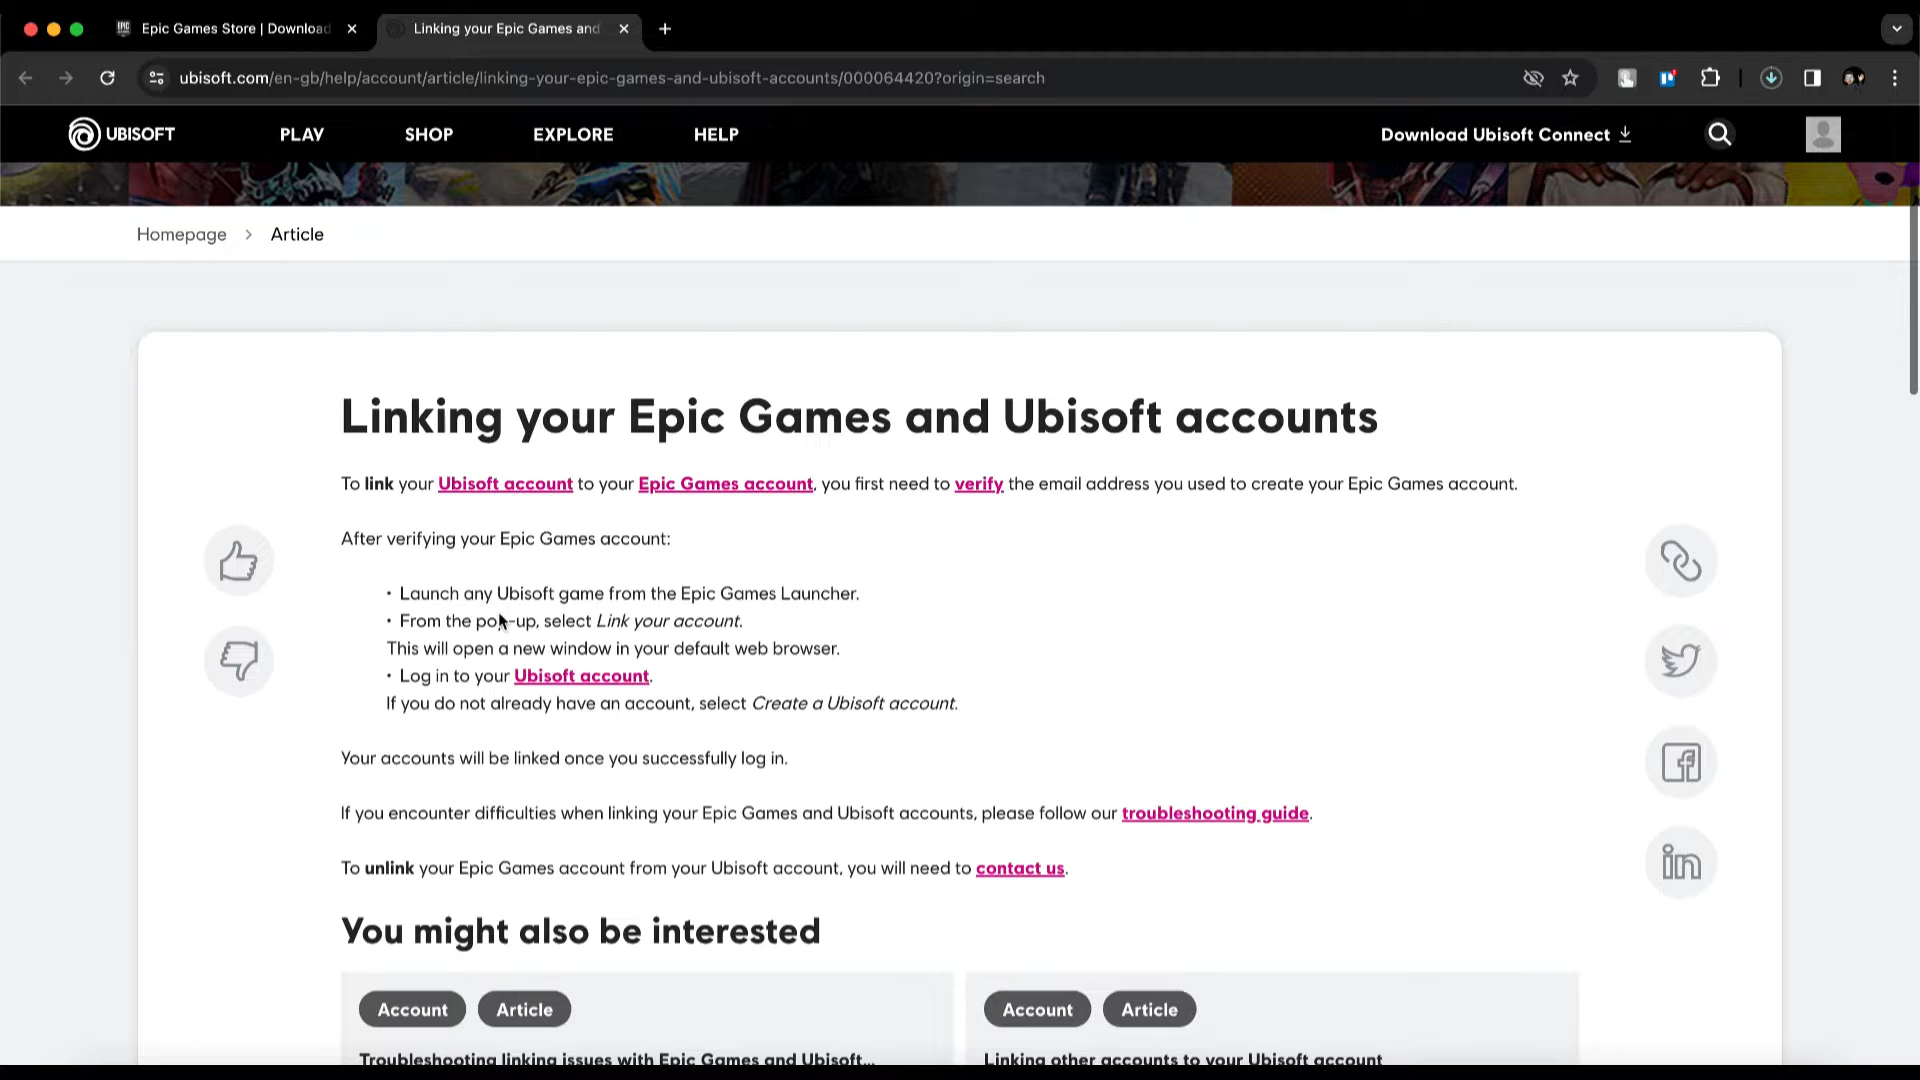 Epic Games Store | Download
Linking your Epic Games and
ubisoft.com/en-gb/help/account/article/linking-your-epic-games-and-ubisoft-accounts/000064420?origin=search
UBISOFT
PLAY
SHOP
EXPLORE
HELP
Download Ubisoft Connect
Homepage > Article
Linking your Epic Games and Ubisoft accounts
To link your Ubisoft account to your Epic Games account, you first need to verify the email address you used to create your Epic Games account.
After verifying your Epic Games account:
• Launch any Ubisoft game from the Epic Games Launcher.
• From the pop-up, select Link your account.
This will open a new window in your default web browser.
• Log in to your Ubisoft account.
If you do not already have an account, select Create a Ubisoft account.
Your accounts will be linked once you successfully log in.
If you encounter difficulties when linking your Epic Games and Ubisoft accounts, please follow our troubleshooting guide.
To unlink your Epic Games account from your Ubisoft account, you will need to contact us.
You might also be interested
Account Article
Account Article
Troubleshooting linking issues with Epic Games and Ubisoft...
Linking other accounts to your Ubisoft account